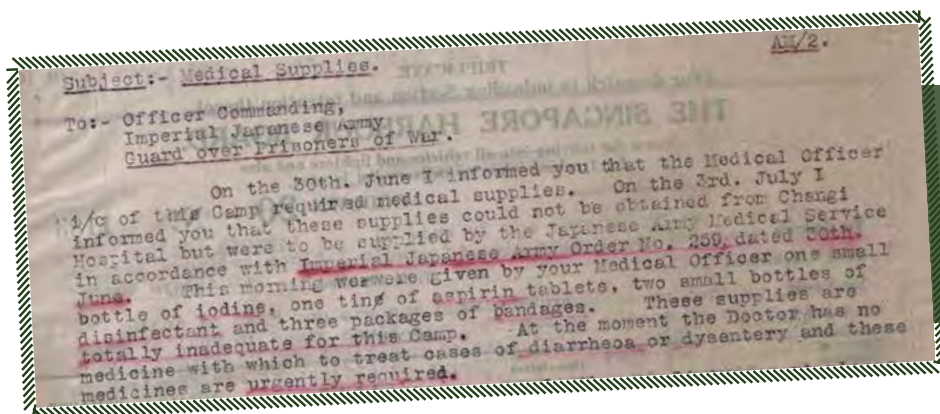 AM/2.
Subject:- Medical Supplies.
To:- Officer Commanding,
Imperial Japanese Army
Guard over Prisoners of War.
On the 30th. June I informed you that the Medical Officer
i/c of this Camp required medical supplies. On the 3rd. July I
informed you that these supplies could not be obtained from Changi
Hospital but were to be supplied by the Japanese Army Medical Service
in accordance with Imperial Japanese Army Order No. 259, dated 30th.
June. This morning we were given by your Medical Officer one small
bottle of iodine, one ting of aspirin tablets, two small bottles of
disinfectant and three packages of bandages. These supplies are
totally inadequate for this Camp. At the moment the Doctor has no
medicine with which to treat cases of diarrheoa or dysentery and these
medicines are urgently required.
THE SINGAPORE HARBOUR
TRIPLICATE